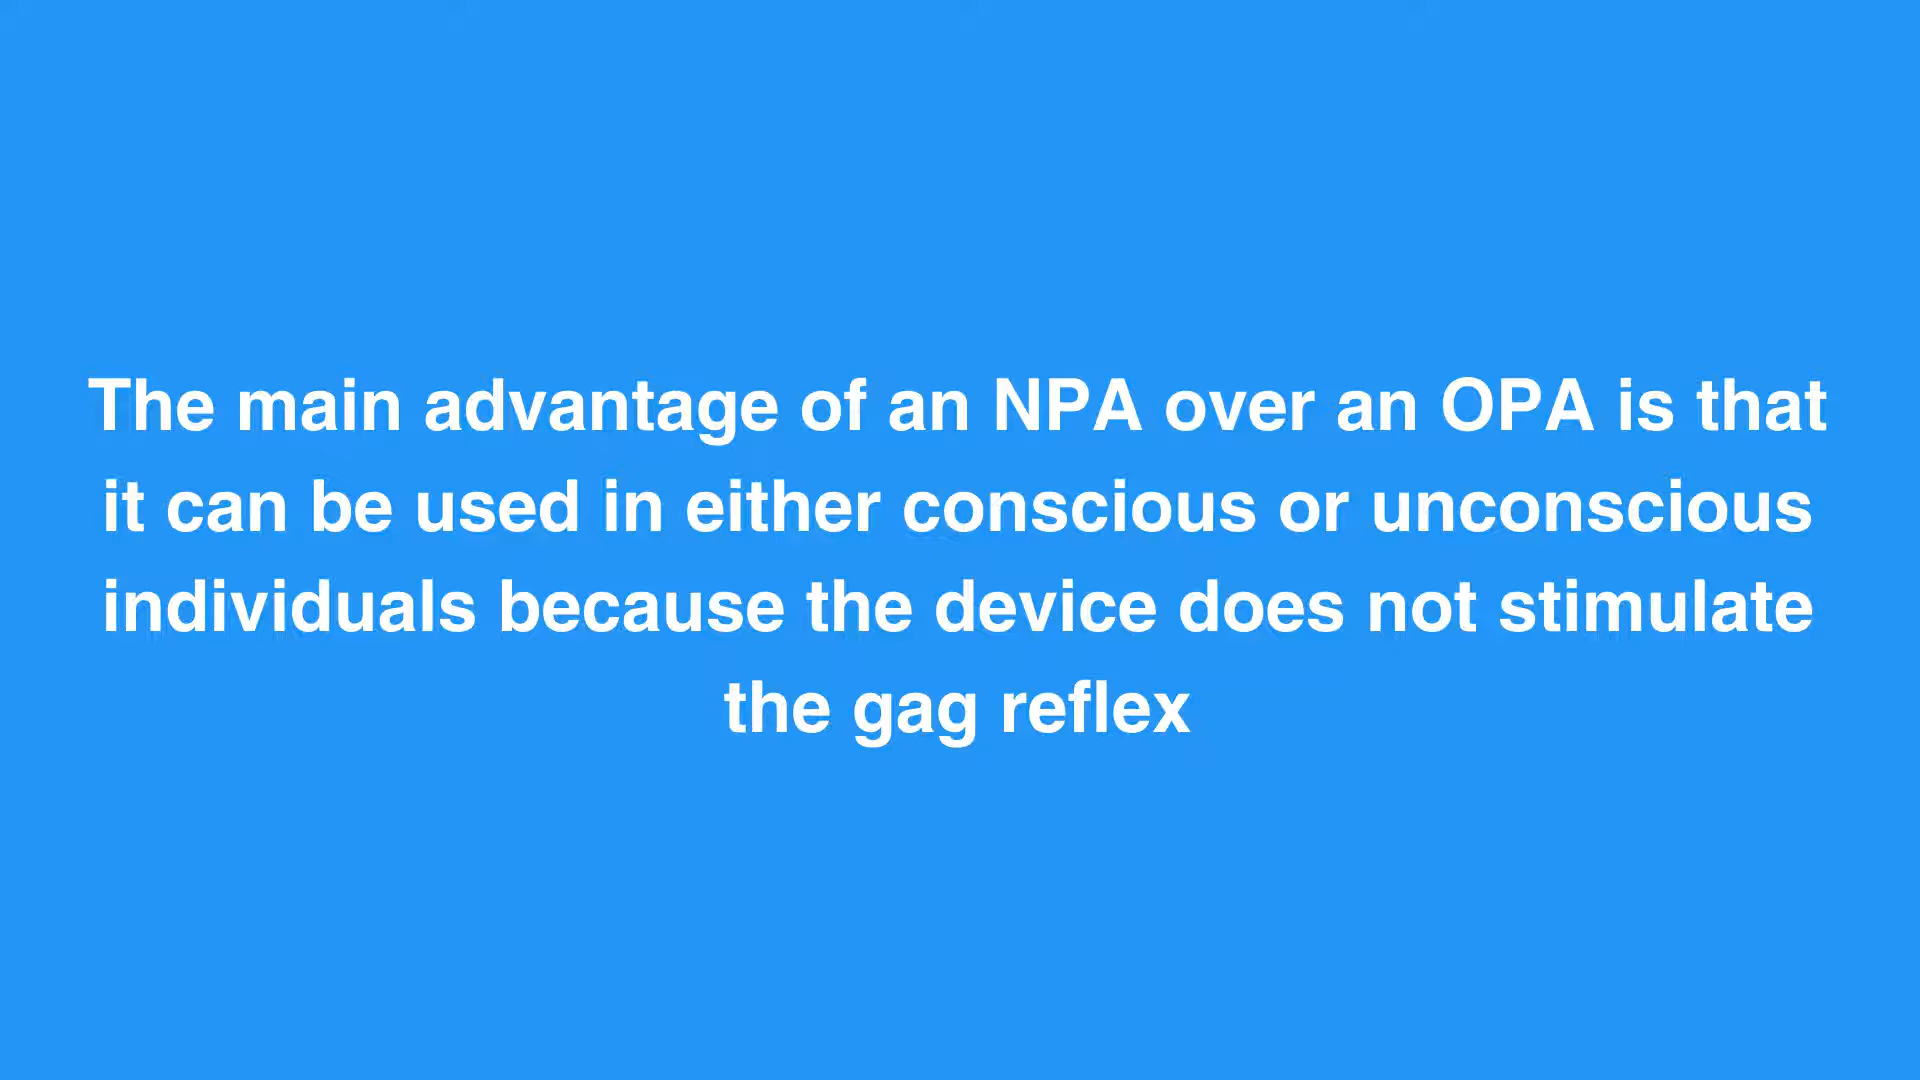 The main advantage of an NPA over an OPA is that
it can be used in either conscious or unconscious
individuals because the device does not stimulate
the gag reflex